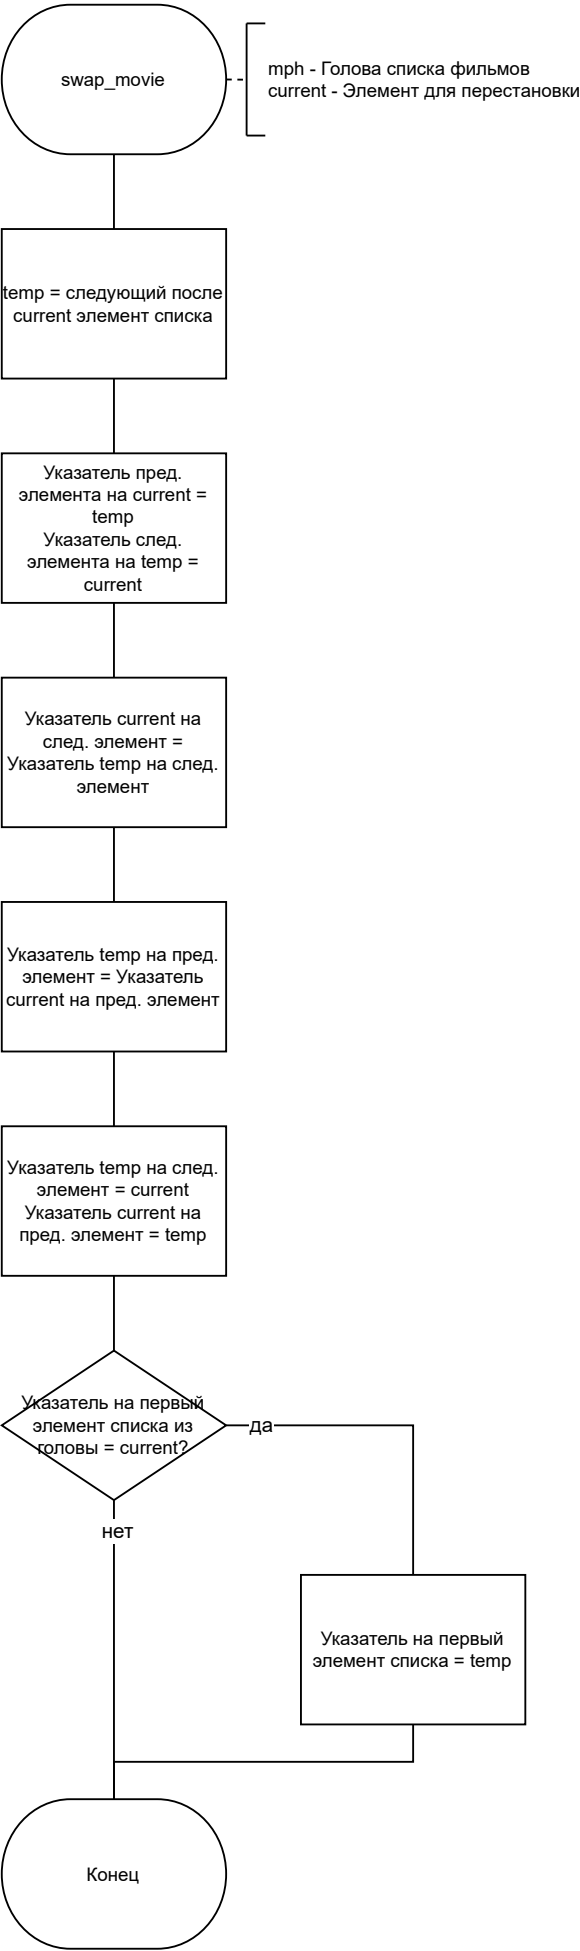 swap_movie
mph - Голова списка фильмов
current - Элемент для перестановки
temp = следующий после
current элемент списка
Указатель пред.
элемента на current =
temp
Указатель след.
элемента на temp =
current
Указатель current на
след. элемент =
Указатель temp на след.
элемент
Указатель temp на пред.
элемент = Указатель
current на пред. элемент
Указатель temp на след.
элемент = current
Указатель current на
пред. элемент = temp
Указатель на первый
элемент списка из
головы = current?
да
нет
Указатель на первый
элемент списка = temp
Конец